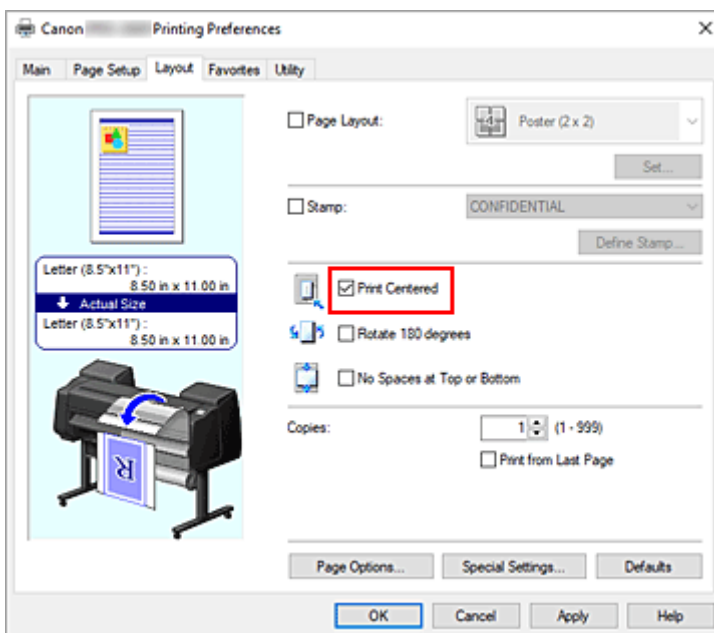 Canon Printing Preferences
Main Page Setup Layout Favorites Utility
Page Layout: 4 Poster (2 x 2)
Set...
Stamp: CONFIDENTIAL
Define Stamp...
Letter (8.5"x11") :
8.50 in x 11.00 in
Actual Size
Letter (8.5"x11") :
8.50 in x 11.00 in
Print Centered
Rotate 180 degrees
No Spaces at Top or Bottom
R
Copies: 1 (1 - 999)
Print from Last Page
Page Options... Special Settings... Defaults
OK Cancel Apply Help